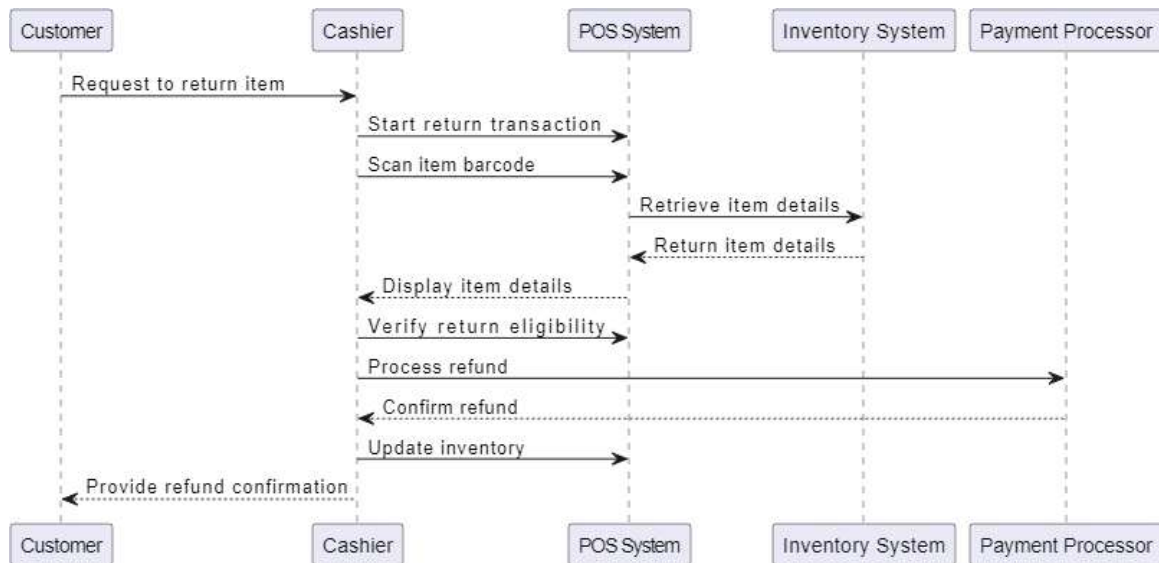 Customer Cashier POS System Inventory System Payment Processor
Request to return item
Start return transaction
Scan item barcode
Retrieve item details
Return item details
Display item details
Verify return eligibility
Process refund
Confirm refund
Update inventory
Provide refund confirmation
Customer Cashier POS System Inventory System Payment Processor